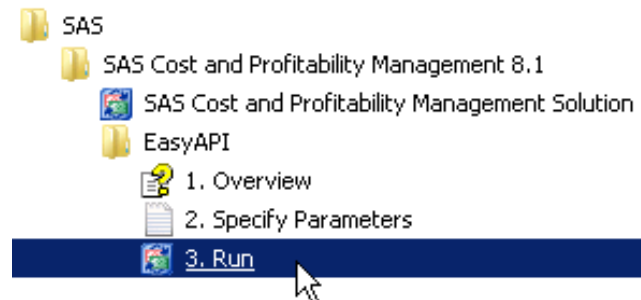 SAS
SAS Cost and Profitability Management 8.1
SAS Cost and Profitability Management Solution
EasyAPI
1. Overview
2. Specify Parameters
3. Run